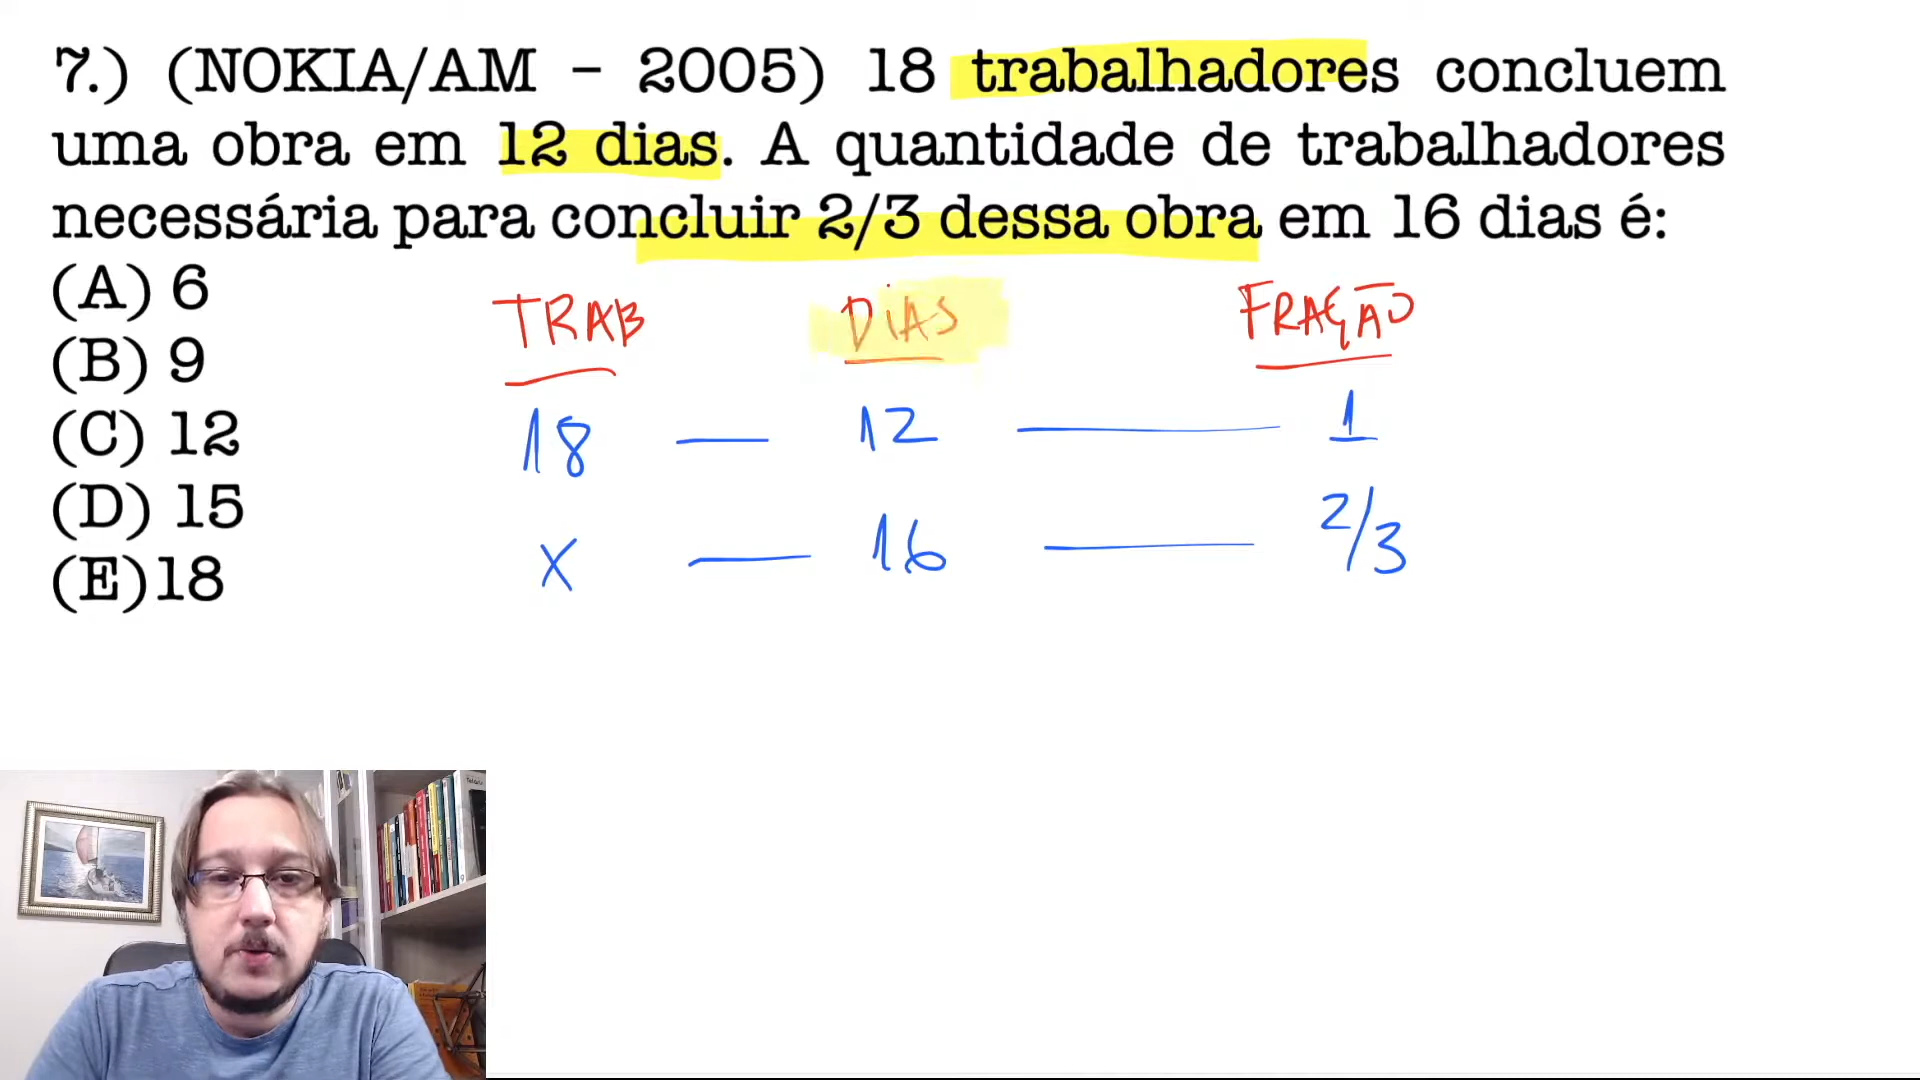 7.) (NOKIA/AM – 2005) 18 trabalhadores concluem
uma obra em 12 dias. A quantidade de trabalhadores
necessária para concluir 2/3 dessa obra em 16 dias é:
(A) 6
(B) 9
(C) 12
(D) 15
(E)18
TRAB DIAS FRAÇÃO
18 — 12 — 1
X — 16 — 2/3